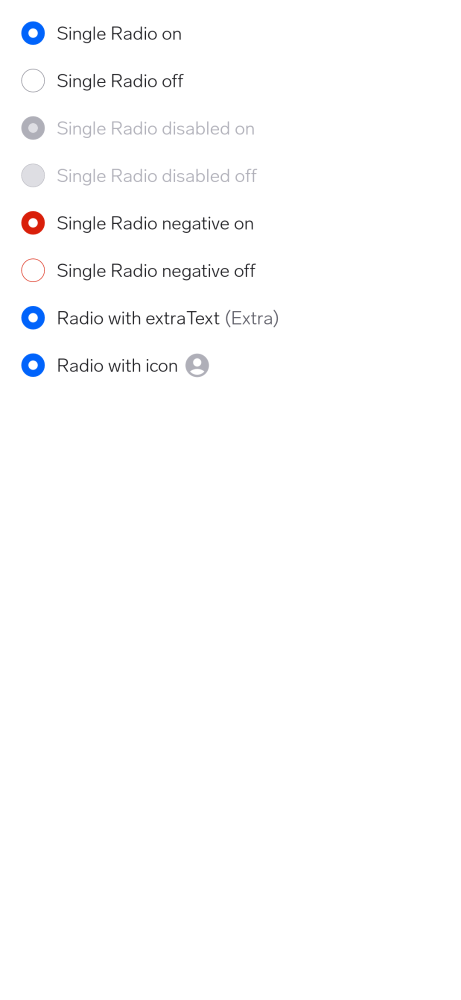 Single Radio on
Single Radio off
Single Radio disabled on
Single Radio disabled off
Single Radio negative on
Single Radio negative off
Radio with extraText (Extra)
Radio with icon